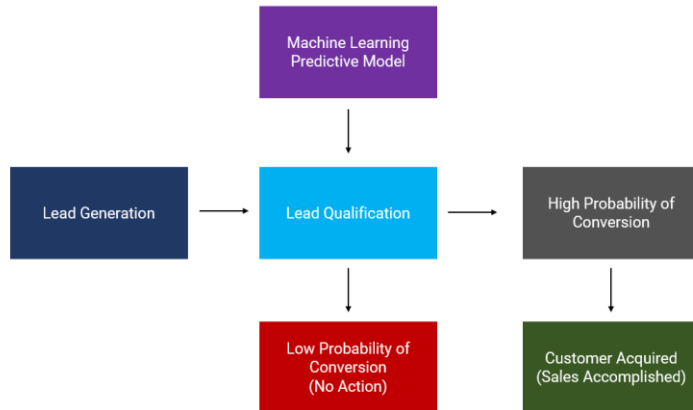 Machine Learning
Predictive Model
Lead Generation
Lead Qualification
High Probability of
Conversion
Low Probability of
Conversion
(No Action)
Customer Acquired
(Sales Accomplished)